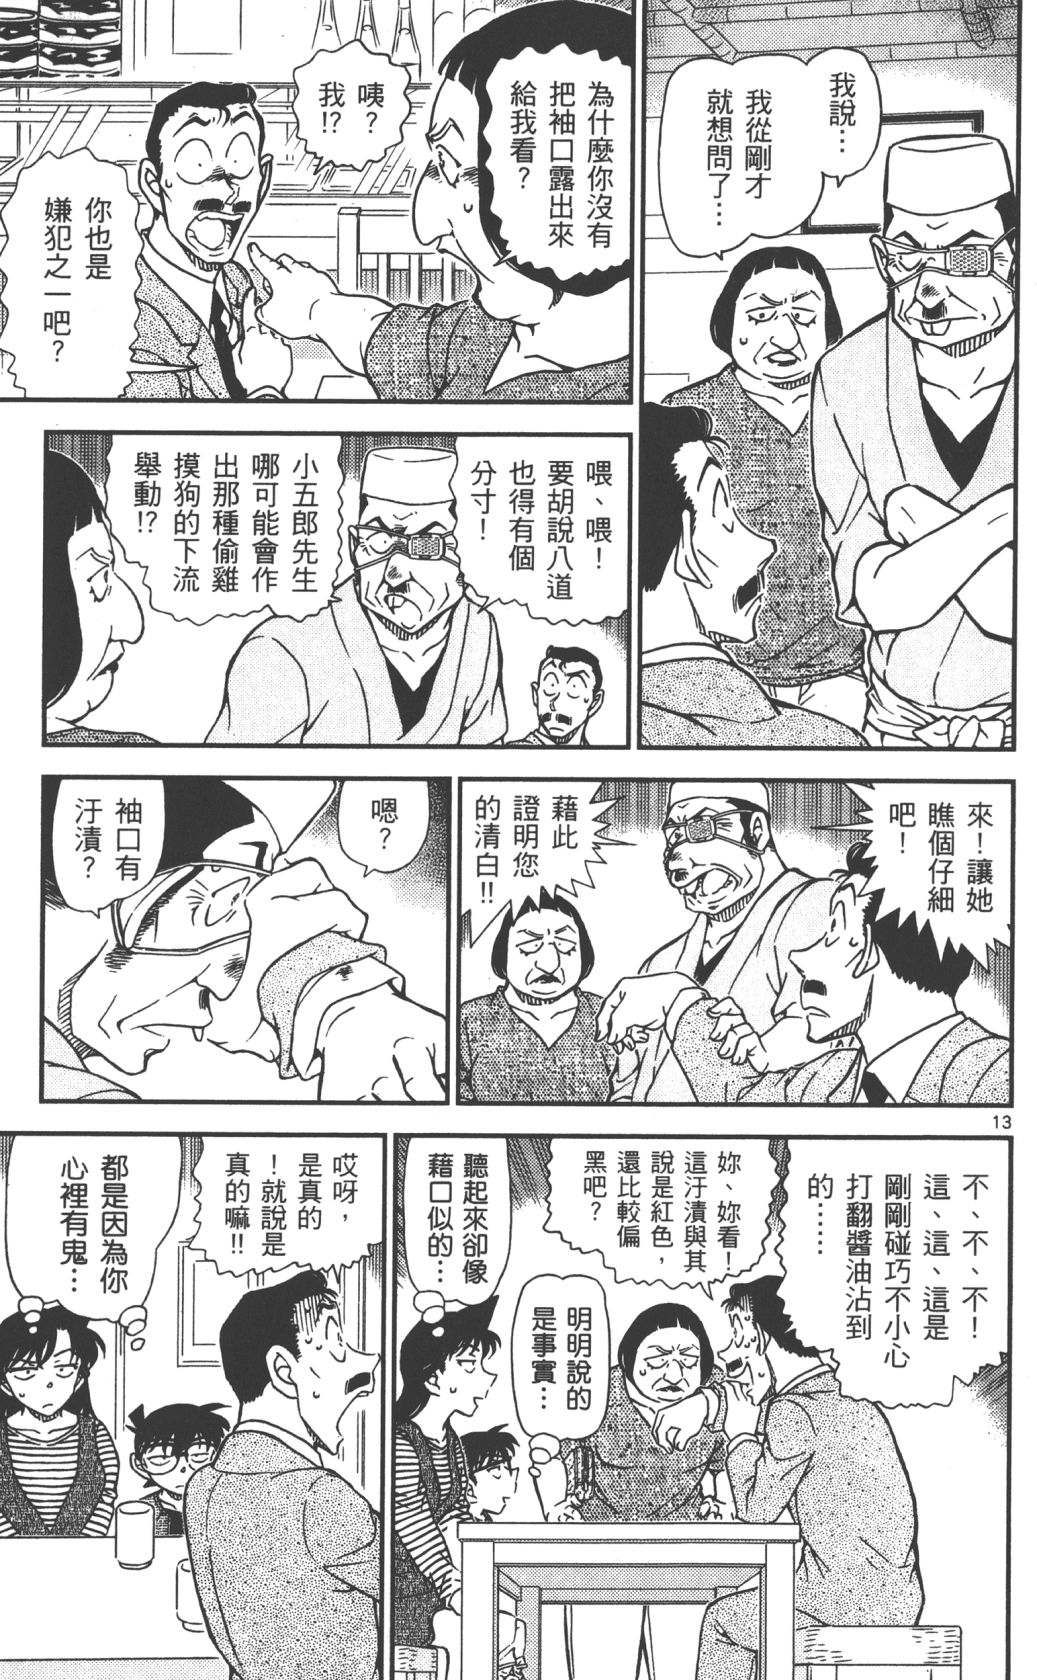 我說…
我從剛才
就想問了…
為什麼你沒有
把袖口露出來
給我看？
咦？
我!?
你也是
嫌犯之一吧？
喂、喂！
要胡說八道
也得有個
分寸！
小五郎先生
哪可能會作
出那種偷雞
摸狗的下流
舉動!?
來！讓她
瞧個仔細
吧！
藉此
證明您
的清白!!
嗯？
袖口有
汙漬？
13
不、不、不！
這、這、這是
剛剛碰巧不小心
打翻醬油沾到
的……
妳、妳看！
這汙漬與其
說是紅色，
還比較偏
黑吧？
明明說的
是事實…
聽起來卻像
藉口似的…
哎呀，
是真的
！就說是
真的嘛!!
都是因為你
心裡有鬼…